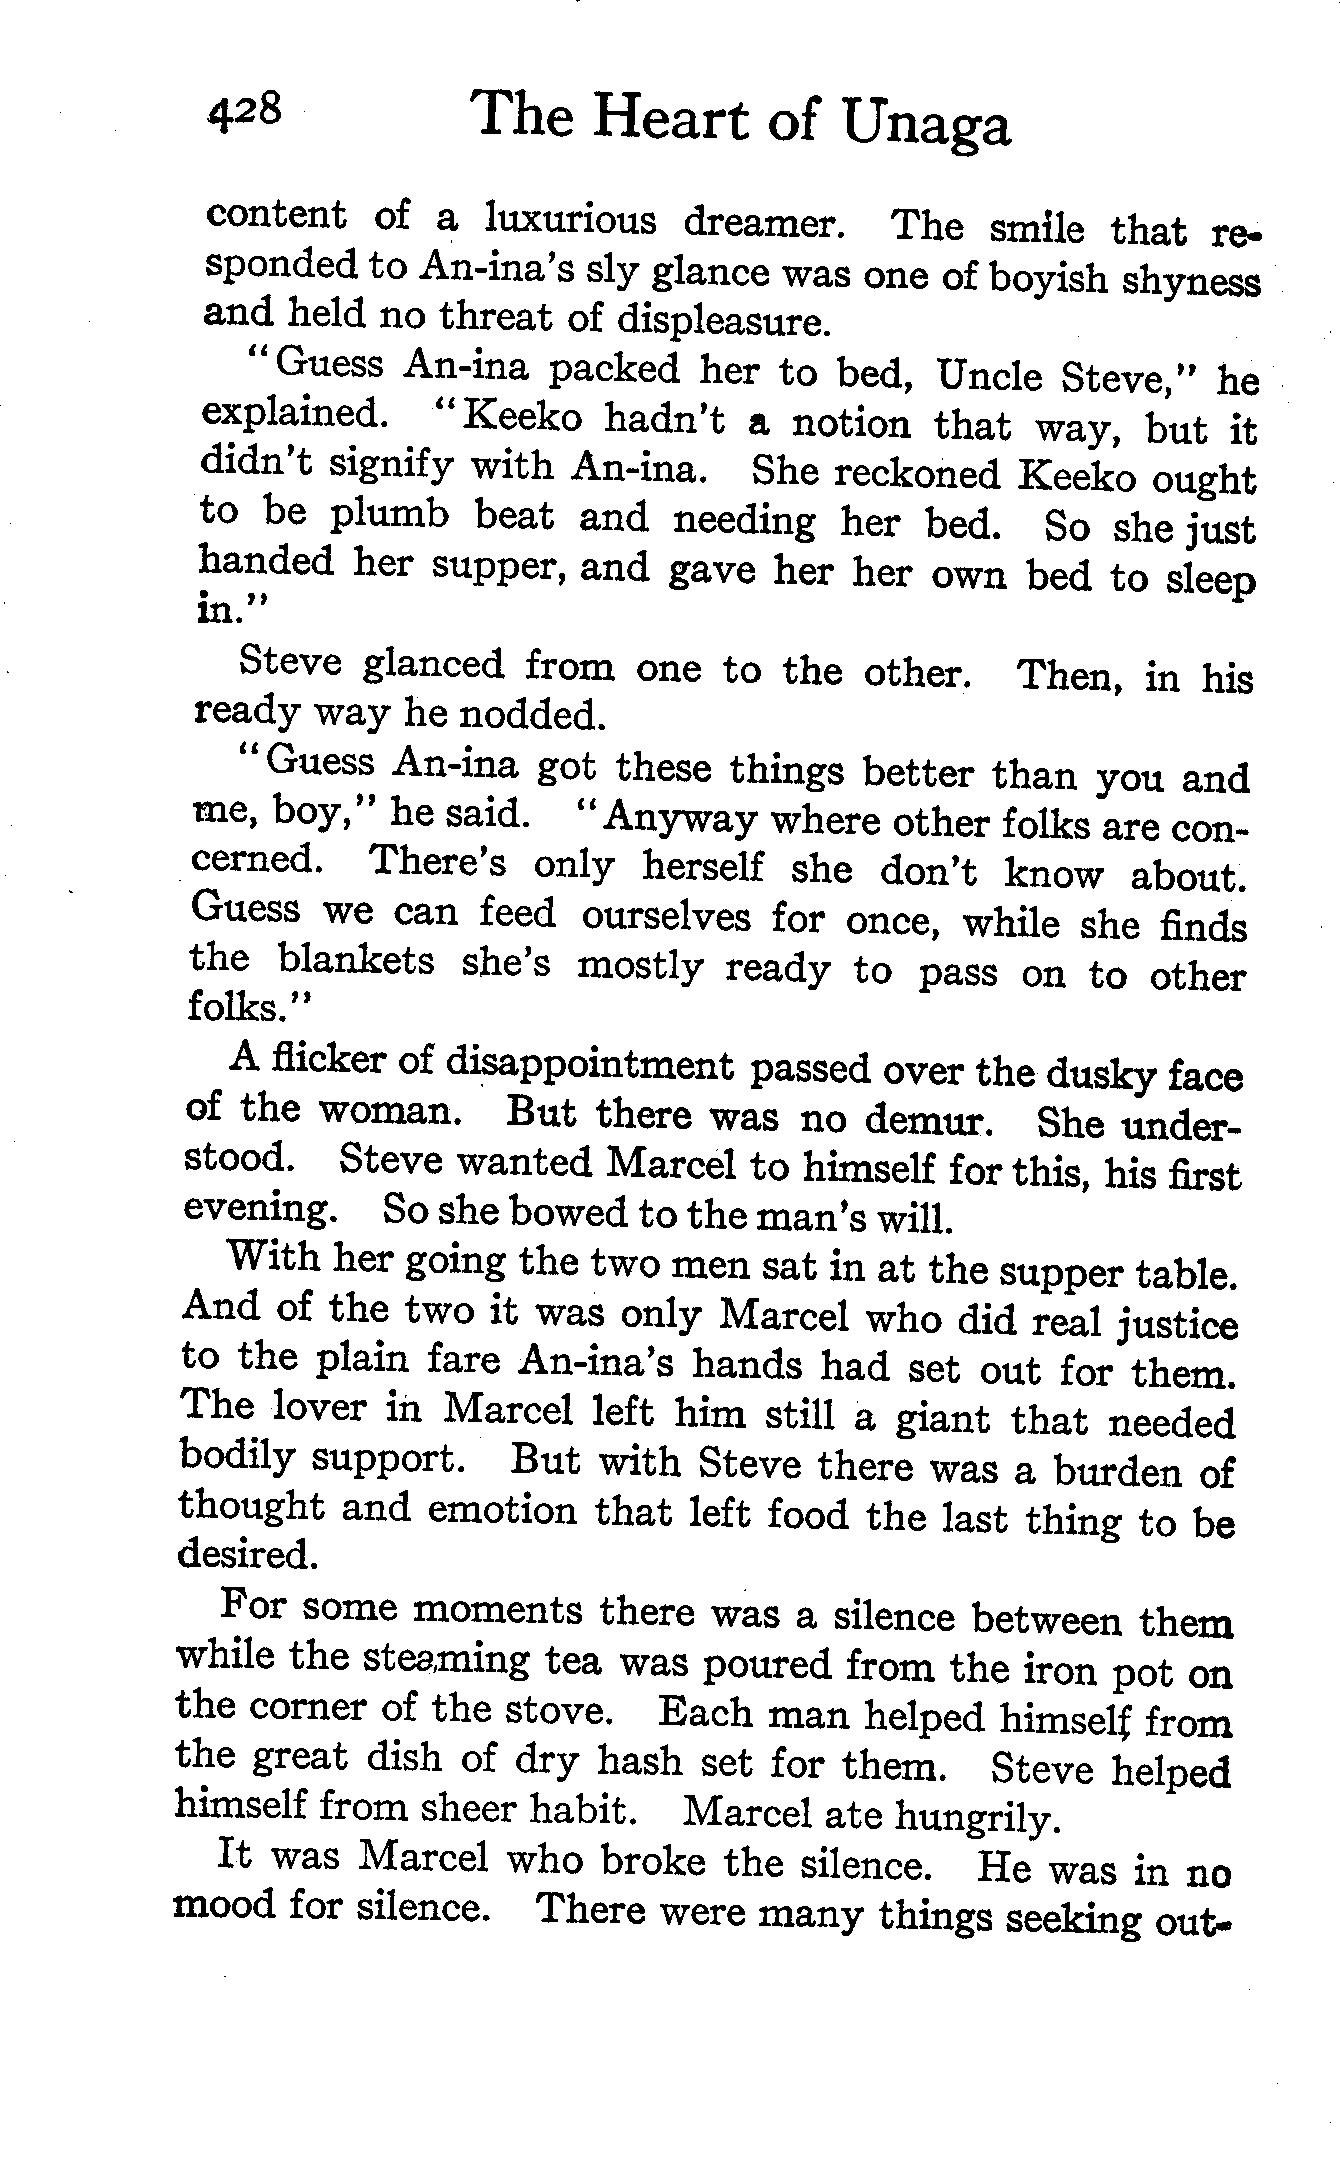 428 The Heart of Unaga
content of a luxurious dreamer. The smile that re-
sponded to An-ina's sly glance was one of boyish shyness
and held no threat of displeasure.
"Guess An-ina packed her to bed, Uncle Steve," he
explained. "Keeko hadn't a notion that way, but it
didn't signify with An-ina. She reckoned Keeko ought
to be plumb beat and needing her bed. So she just
handed her supper, and gave her her own bed to sleep
in."
Steve glanced from one to the other. Then, in his
ready way he nodded.
"Guess An-ina got these things better than you and
me, boy," he said. "Anyway where other folks are con-
cerned. There's only herself she don't know about.
Guess we can feed ourselves for once, while she finds
the blankets she's mostly ready to pass on to other
folks."
A flicker of disappointment passed over the dusky face
of the woman. But there was no demur. She under-
stood. Steve wanted Marcel to himself for this, his first
evening. So she bowed to the man's will.
With her going the two men sat in at the supper table.
And of the two it was only Marcel who did real justice
to the plain fare An-ina's hands had set out for them.
The lover in Marcel left him still a giant that needed
bodily support. But with Steve there was a burden of
thought and emotion that left food the last thing to be
desired.
For some moments there was a silence between them
while the steaming tea was poured from the iron pot on
the corner of the stove. Each man helped himself from
the great dish of dry hash set for them. Steve helped
himself from sheer habit. Marcel ate hungrily.
It was Marcel who broke the silence. He was in no
mood for silence. There were many things seeking out-